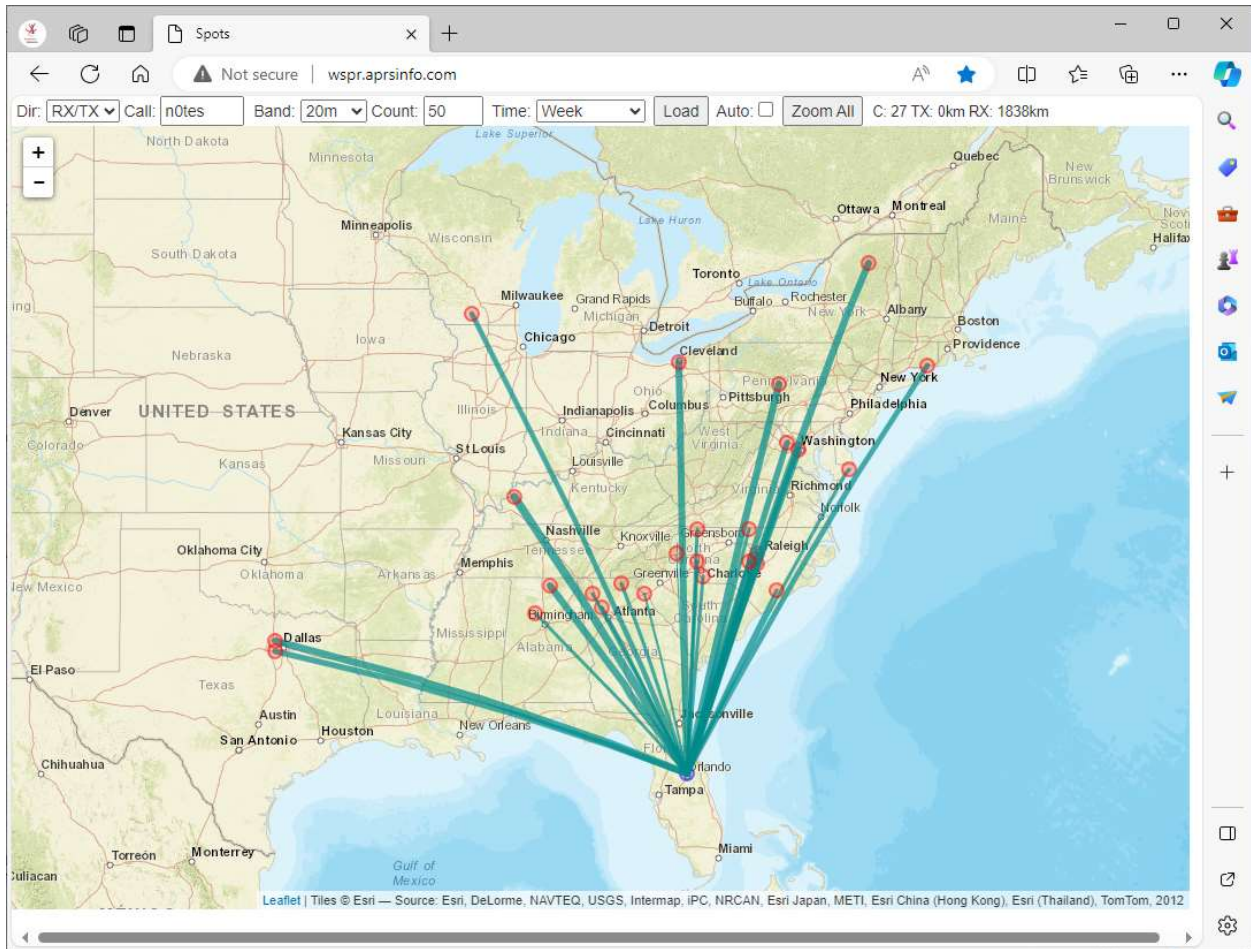 Spots
Not secure | wspr.aprsinfo.com
Dir: RX/TX Call: n0tes Band: 20m Count: 50 Time: Week Load Auto: Zoom All C: 27 TX: 0km RX: 1838km
+
−
North Dakota
Minnesota
Lake Superior
Quebec
New
Brunswick
Ottawa Montreal
Maine
Halifax
Minneapolis
Wisconsin
Lake Huron
South Dakota
Toronto
Lake Ontario
Milwaukee Grand Rapids
Michigan
Buffalo Rochester
New York
Albany
Boston
Providence
Detroit
Chicago
Iowa
Cleveland
Nebraska
Pennsylvania
New York
Pittsburgh
Ohio
Columbus
Philadelphia
Denver
UNITED STATES
Illinois
Indianapolis
Indiana
Cincinnati
West
Virginia
Washington
Colorado
Kansas City
Kansas
Missouri
St Louis
Louisville
Kentucky
Virginia
Richmond
Norfolk
Nashville
Tennessee
Knoxville
Greensboro
Raleigh
Oklahoma City
Oklahoma
Memphis
Arkansas
Greenville
Charlotte
New Mexico
South
Carolina
Birmingham
Atlanta
Mississippi
Alabama
Georgia
Dallas
El Paso
Texas
Austin
Louisiana
San Antonio
Houston
New Orleans
Jacksonville
Orlando
Tampa
Chihuahua
Miami
Torreón
Monterrey
Culiacan
Gulf of
Mexico
Leaflet | Tiles © Esri — Source: Esri, DeLorme, NAVTEQ, USGS, Intermap, iPC, NRCAN, Esri Japan, METI, Esri China (Hong Kong), Esri (Thailand), TomTom, 2012